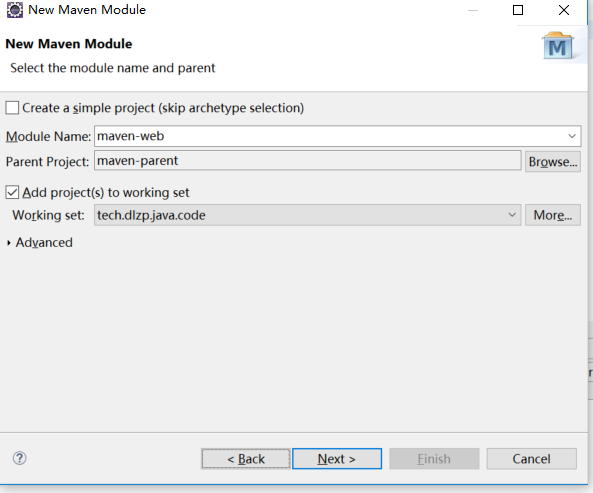 New Maven Module
New Maven Module
Select the module name and parent
M
Create a simple project (skip archetype selection)
Module Name: maven-web
Parent Project: maven-parent Browse...
Add project(s) to working set
Working set: tech.dlzp.java.code More...
Advanced
? < Back Next > Finish Cancel